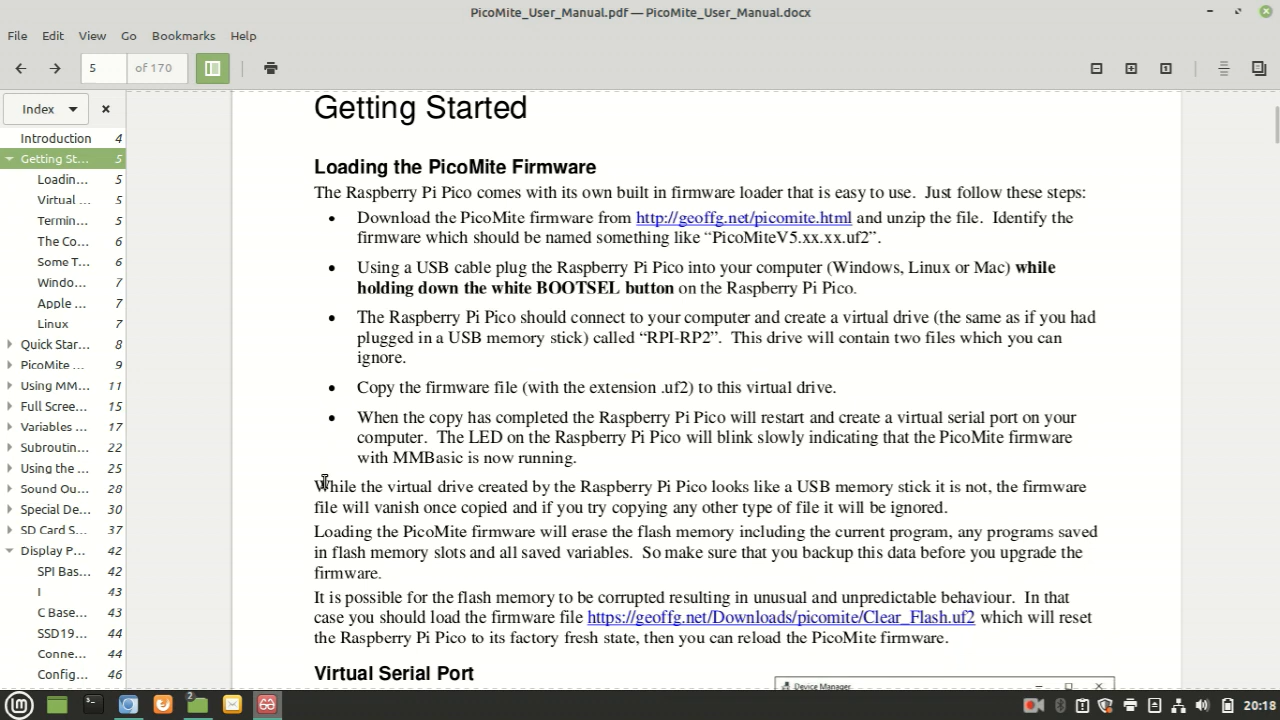 PicoMite_User_Manual.pdf — PicoMite_User_Manual.docx
File Edit View Go Bookmarks Help
5 of 170
Index
Introduction 4
Getting St... 5
Loadin... 5
Virtual ... 5
Termin... 5
The Co... 6
Some T... 6
Windo... 7
Apple ... 7
Linux 7
Quick Star... 8
PicoMite ... 9
Using MM... 11
Full Scree... 15
Variables ... 17
Subroutin... 22
Using the ... 25
Sound Ou... 28
Special De... 30
SD Card S... 37
Display P... 42
SPI Bas... 42
I 43
C Base... 43
SSD19... 44
Conne... 44
Config... 46
Getting Started
Loading the PicoMite Firmware
The Raspberry Pi Pico comes with its own built in firmware loader that is easy to use.  Just follow these steps:
• Download the PicoMite firmware from http://geoffg.net/picomite.html and unzip the file.  Identify the
firmware which should be named something like “PicoMiteV5.xx.xx.uf2”.
• Using a USB cable plug the Raspberry Pi Pico into your computer (Windows, Linux or Mac) while
holding down the white BOOTSEL button on the Raspberry Pi Pico.
• The Raspberry Pi Pico should connect to your computer and create a virtual drive (the same as if you had
plugged in a USB memory stick) called “RPI-RP2”.  This drive will contain two files which you can
ignore.
• Copy the firmware file (with the extension .uf2) to this virtual drive.
• When the copy has completed the Raspberry Pi Pico will restart and create a virtual serial port on your
computer.  The LED on the Raspberry Pi Pico will blink slowly indicating that the PicoMite firmware
with MMBasic is now running.
While the virtual drive created by the Raspberry Pi Pico looks like a USB memory stick it is not, the firmware
file will vanish once copied and if you try copying any other type of file it will be ignored.
Loading the PicoMite firmware will erase the flash memory including the current program, any programs saved
in flash memory slots and all saved variables.  So make sure that you backup this data before you upgrade the
firmware.
It is possible for the flash memory to be corrupted resulting in unusual and unpredictable behaviour.  In that
case you should load the firmware file https://geoffg.net/Downloads/picomite/Clear_Flash.uf2 which will reset
the Raspberry Pi Pico to its factory fresh state, then you can reload the PicoMite firmware.
Virtual Serial Port
Device Manager
2
20:18